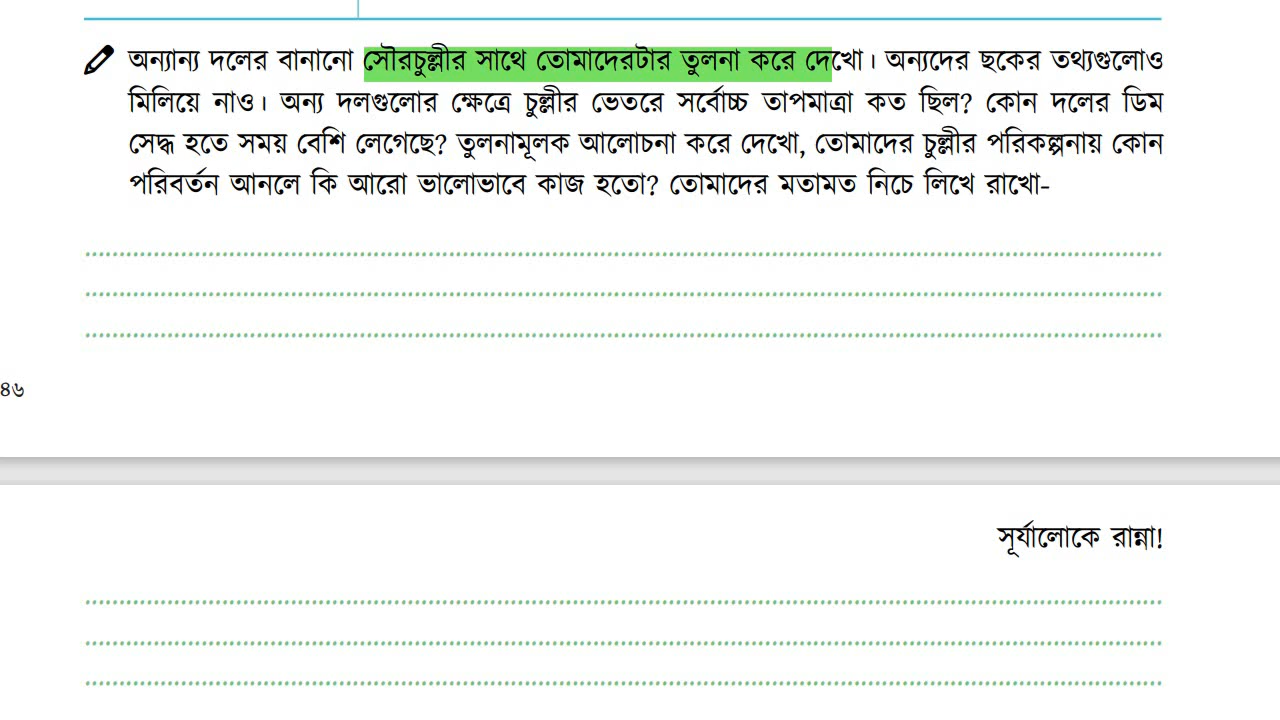 অন্যান্য দলের বানানো সৌরচুল্লীর সাথে তোমাদেরটার তুলনা করে দেখো। অন্যদের ছকের তথ্যগুলোও
মিলিয়ে নাও। অন্য দলগুলোর ক্ষেত্রে চুল্লীর ভেতরে সর্বোচ্চ তাপমাত্রা কত ছিল? কোন দলের ডিম
সেদ্ধ হতে সময় বেশি লেগেছে? তুলনামূলক আলোচনা করে দেখো, তোমাদের চুল্লীর পরিকল্পনায় কোন
পরিবর্তন আনলে কি আরো ভালোভাবে কাজ হতো? তোমাদের মতামত নিচে লিখে রাখো-
৪৬
সূর্যালোকে রান্না!